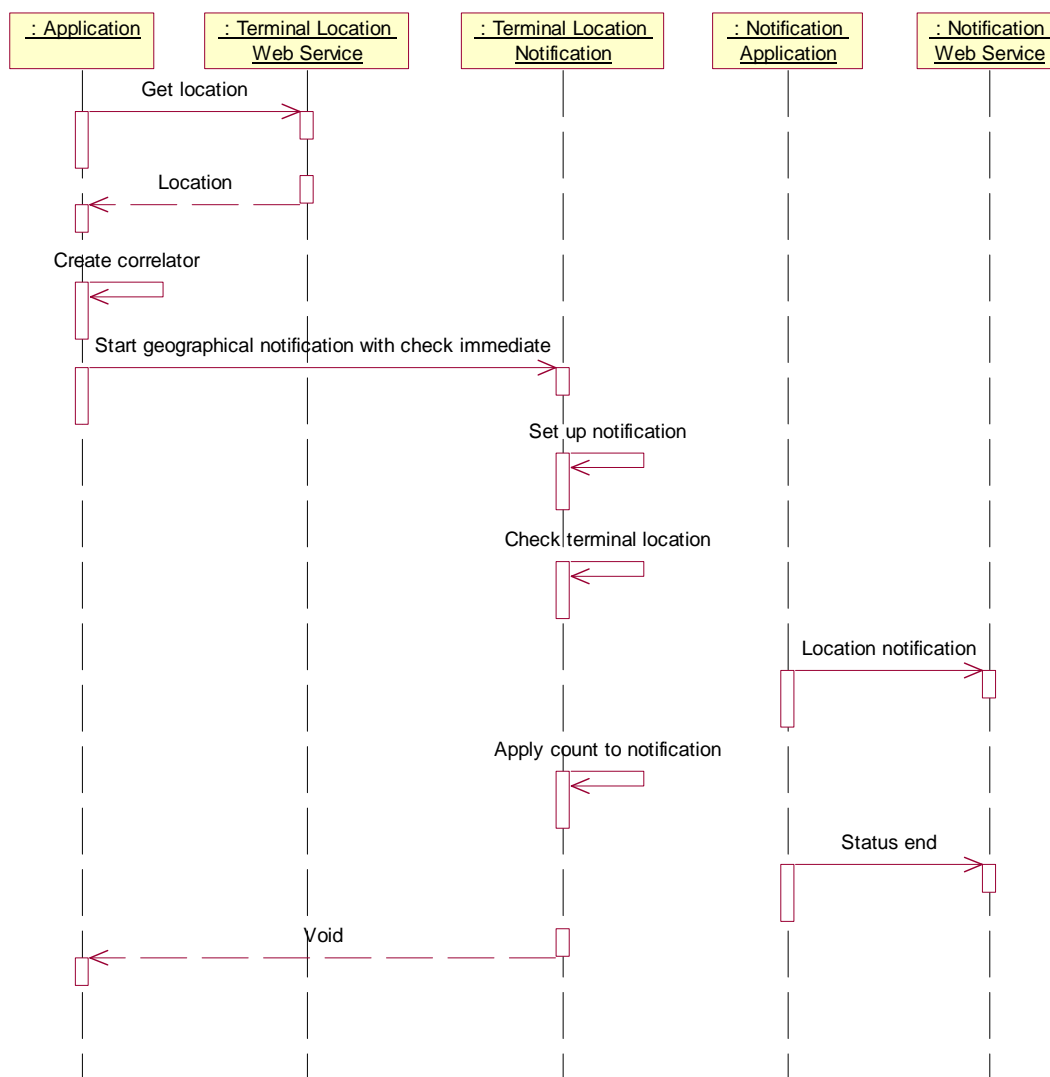 : Application
: Terminal Location
Web Service
: Terminal Location
Notification
: Notification
Application
: Notification
Web Service
Get location
Location
Create correlator
Start geographical notification with check immediate
Set up notification
Check terminal location
Location notification
Apply count to notification
Status end
Void